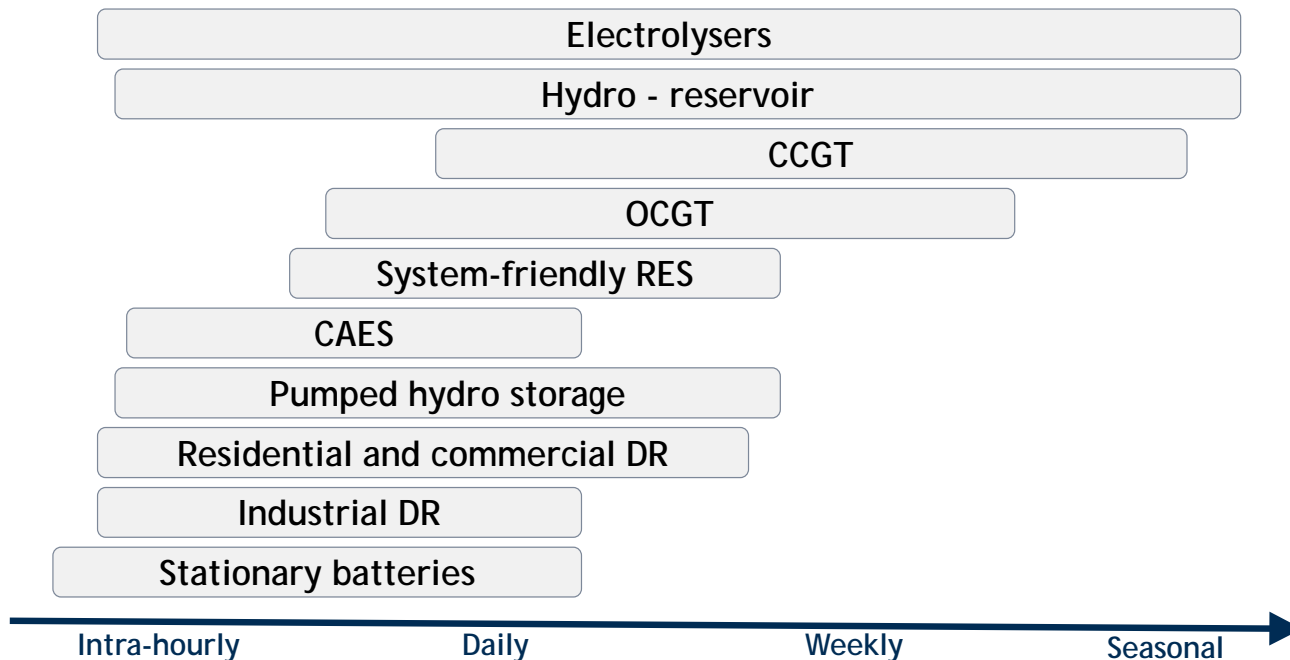 Electrolysers
Hydro - reservoir
CCGT
OCGT
System-friendly RES
CAES
Pumped hydro storage
Residential and commercial DR
Industrial DR
Stationary batteries
Intra-hourly Daily Weekly Seasonal